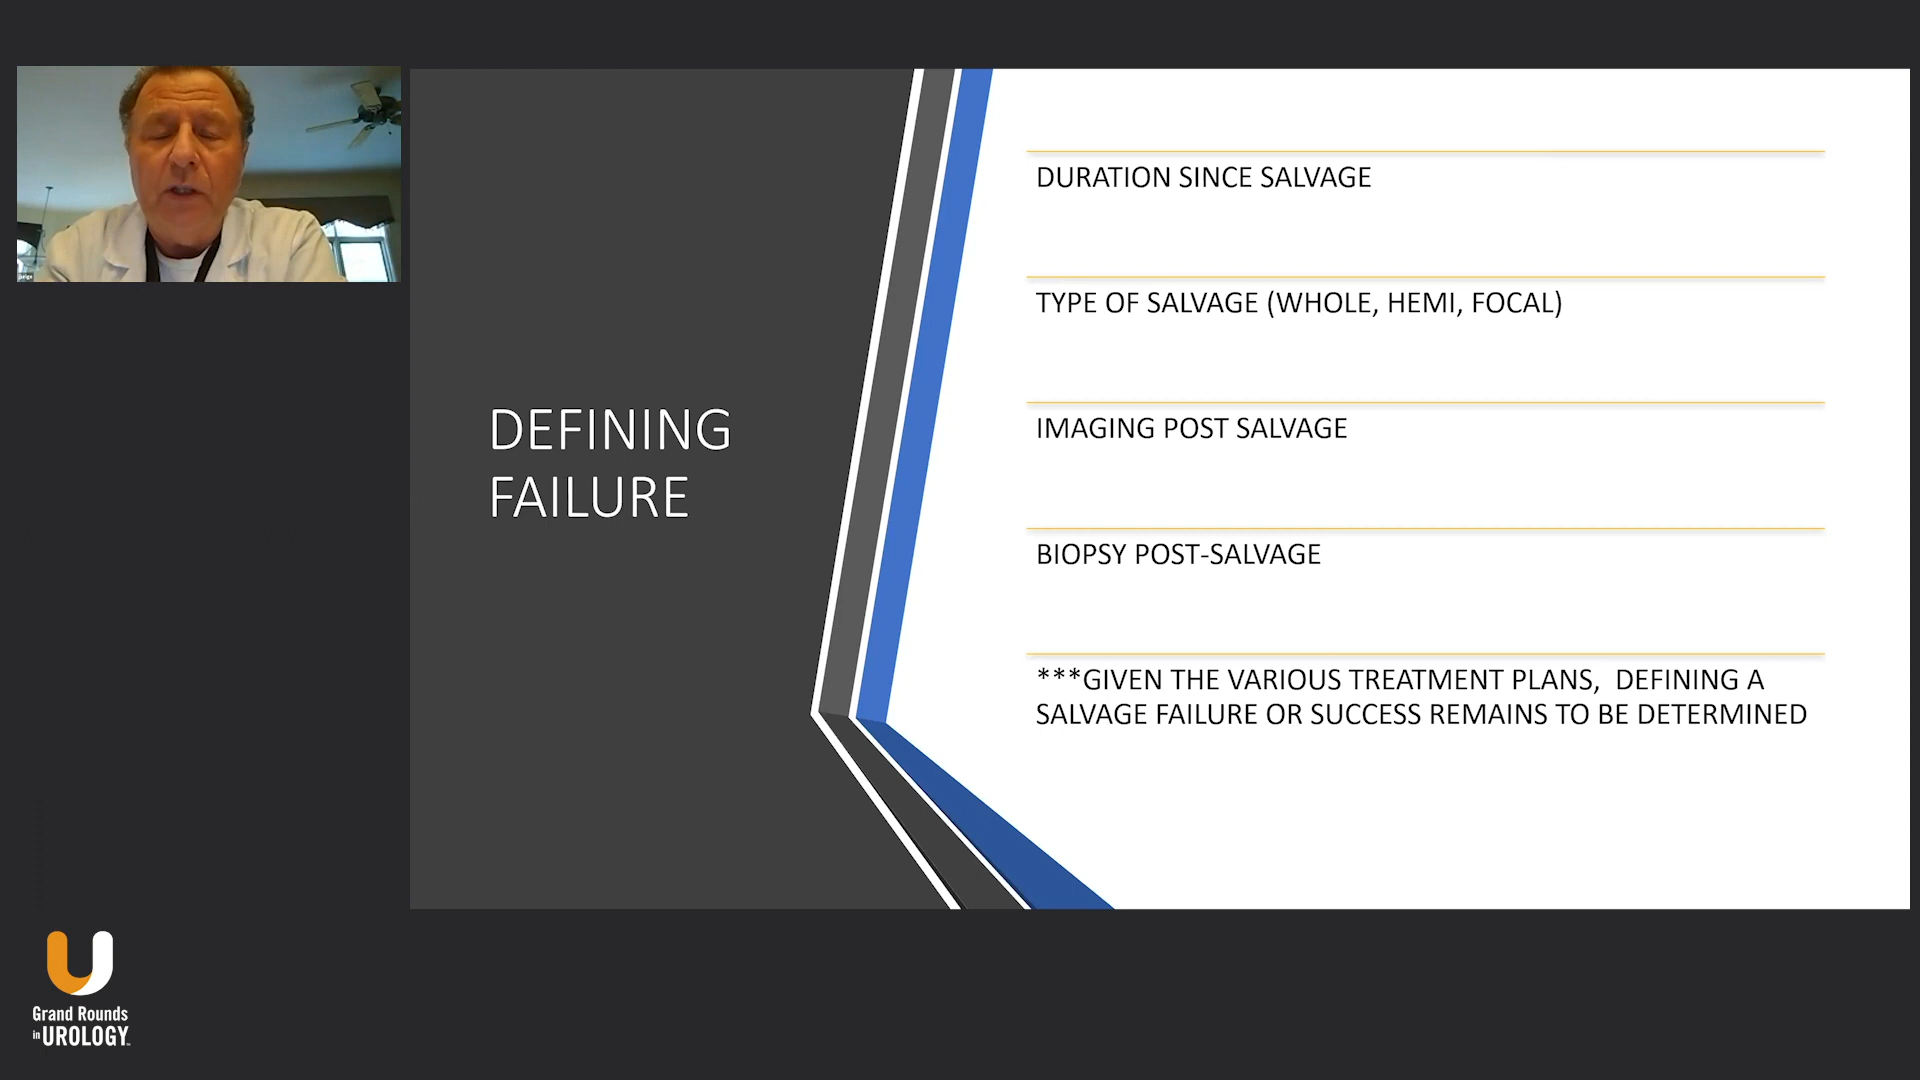 DEFINING
FAILURE
DURATION SINCE SALVAGE
TYPE OF SALVAGE (WHOLE, HEMI, FOCAL)
IMAGING POST SALVAGE
BIOPSY POST-SALVAGE
***GIVEN THE VARIOUS TREATMENT PLANS, DEFINING A
SALVAGE FAILURE OR SUCCESS REMAINS TO BE DETERMINED
Grand Rounds
in UROLOGY